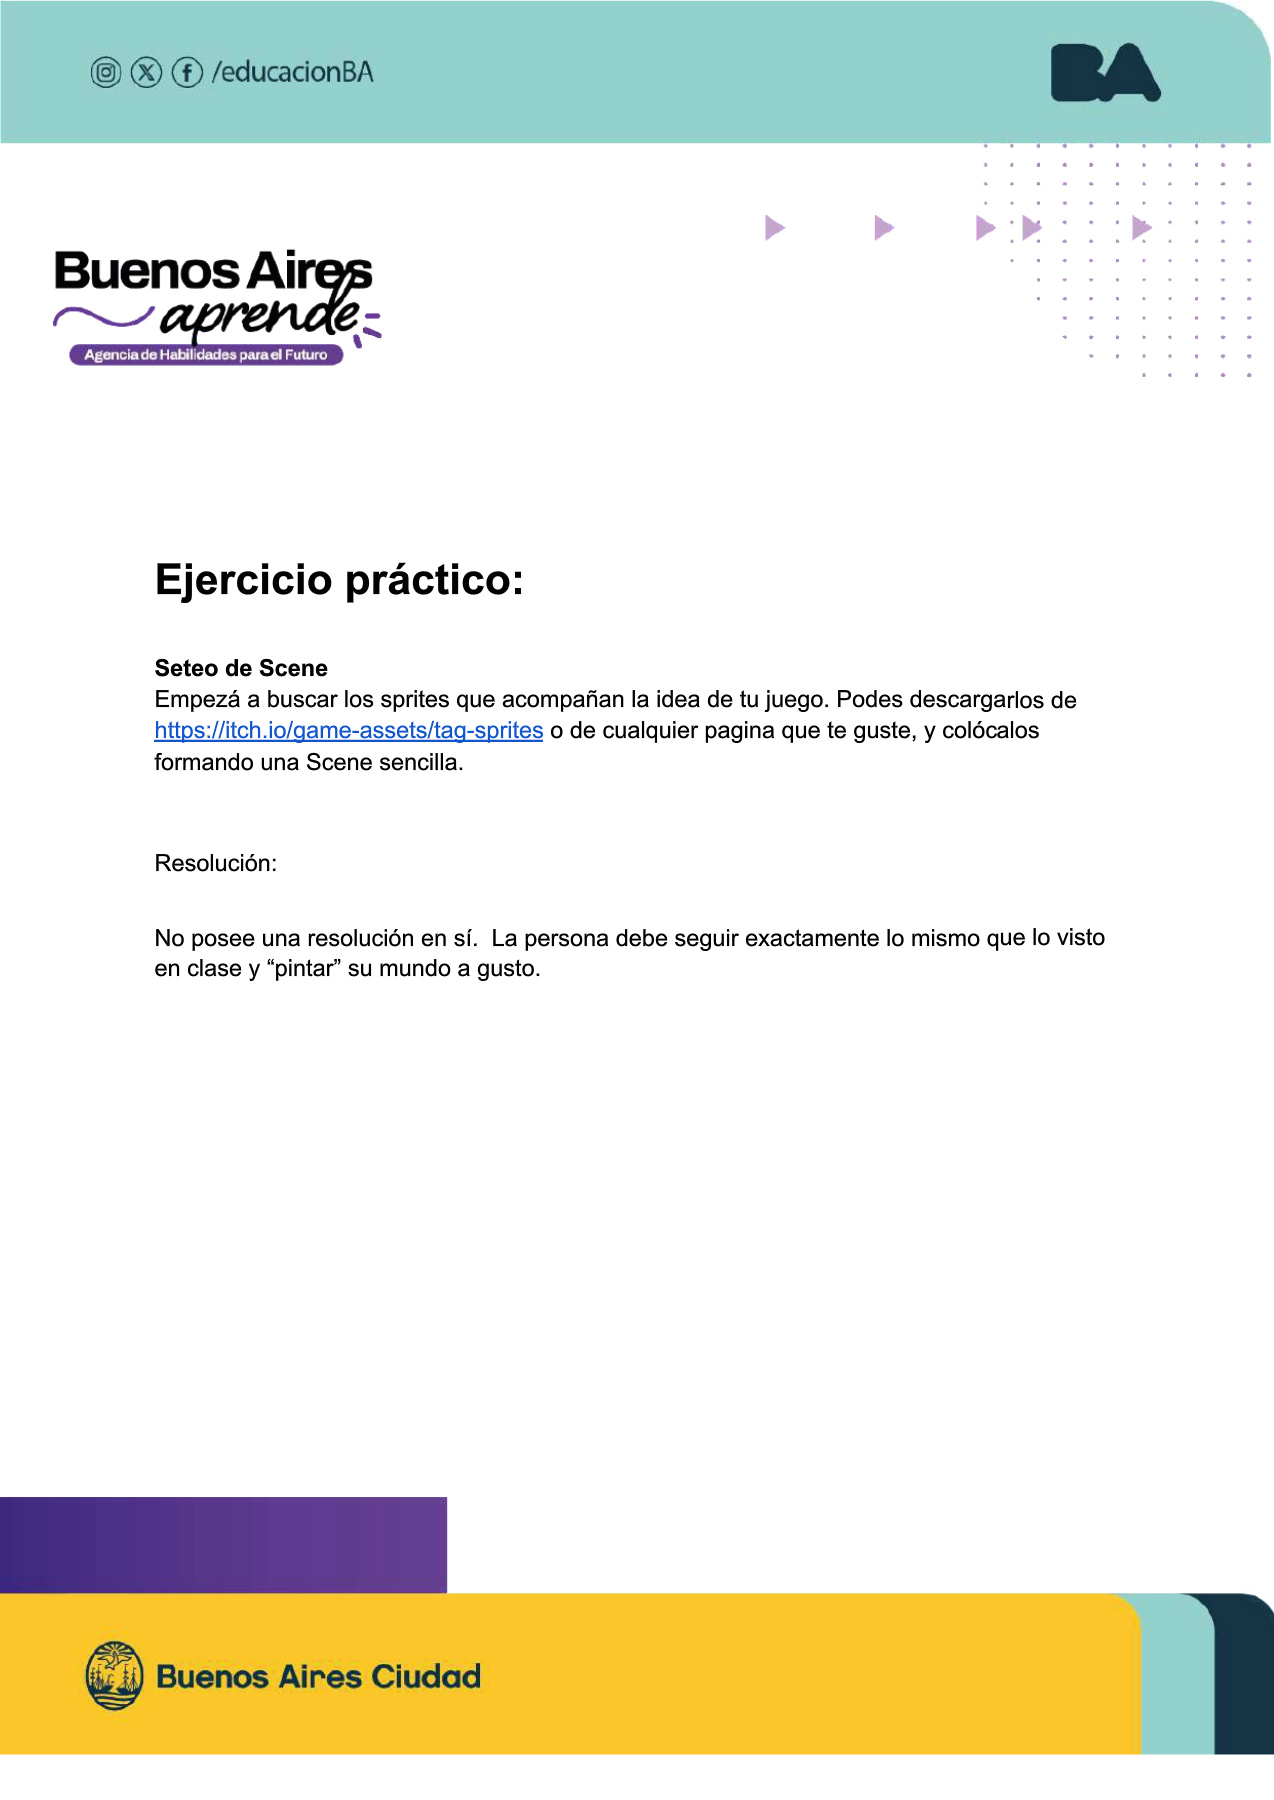 /educacionBA
BA
Buenos Aires
aprende
Agencia de Habilidades para el Futuro
Ejercicio práctico:
Seteo de Scene
Empezá a buscar los sprites que acompañan la idea de tu juego. Podes descargarlos de
https://itch.io/game-assets/tag-sprites o de cualquier pagina que te guste, y colócalos
formando una Scene sencilla.
Resolución:
No posee una resolución en sí.  La persona debe seguir exactamente lo mismo que lo visto
en clase y “pintar” su mundo a gusto.
Buenos Aires Ciudad